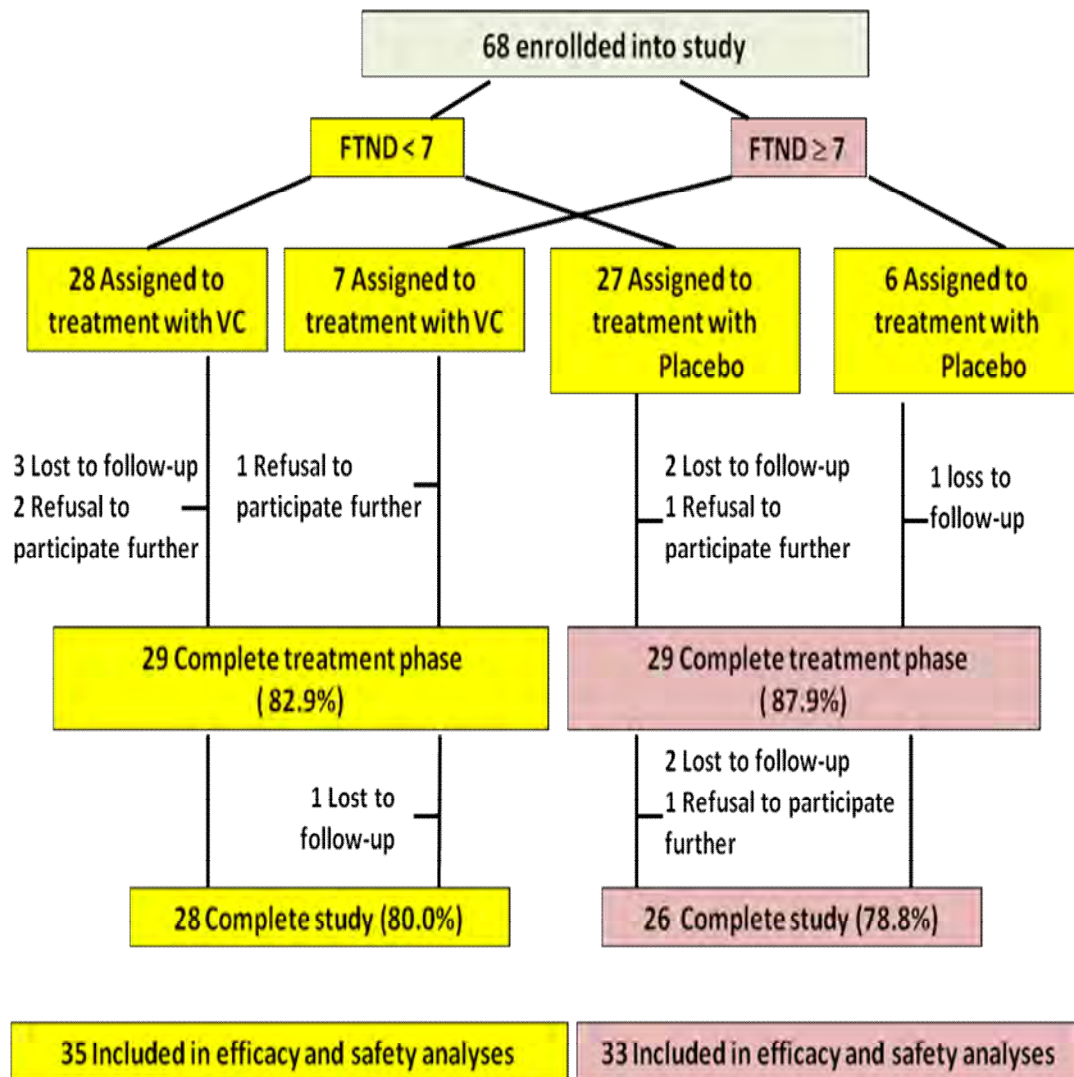 68 enrollded into study
FTND < 7
FTND ≥ 7
28 Assigned to
treatment with VC
7 Assigned to
treatment with VC
27 Assigned to
treatment with
Placebo
6 Assigned to
treatment with
Placebo
3 Lost to follow-up
2 Refusal to
participate further
1 Refusal to
participate further
2 Lost to follow-up
1 Refusal to
participate further
1 loss to
follow-up
29 Complete treatment phase
( 82.9%)
29 Complete treatment phase
( 87.9%)
1 Lost to
follow-up
2 Lost to follow-up
1 Refusal to participate
further
28 Complete study (80.0%)
26 Complete study (78.8%)
35 Included in efficacy and safety analyses
33 Included in efficacy and safety analyses